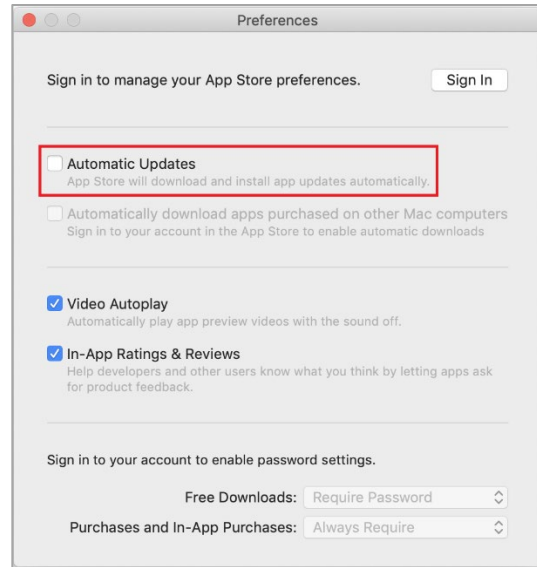 Preferences
Sign in to manage your App Store preferences.
Sign In
Automatic Updates
App Store will download and install app updates automatically.
Automatically download apps purchased on other Mac computers
Sign in to your account in the App Store to enable automatic downloads
Video Autoplay
Automatically play app preview videos with the sound off.
In-App Ratings & Reviews
Help developers and other users know what you think by letting apps ask
for product feedback.
Sign in to your account to enable password settings.
Free Downloads: Require Password
Purchases and In-App Purchases: Always Require